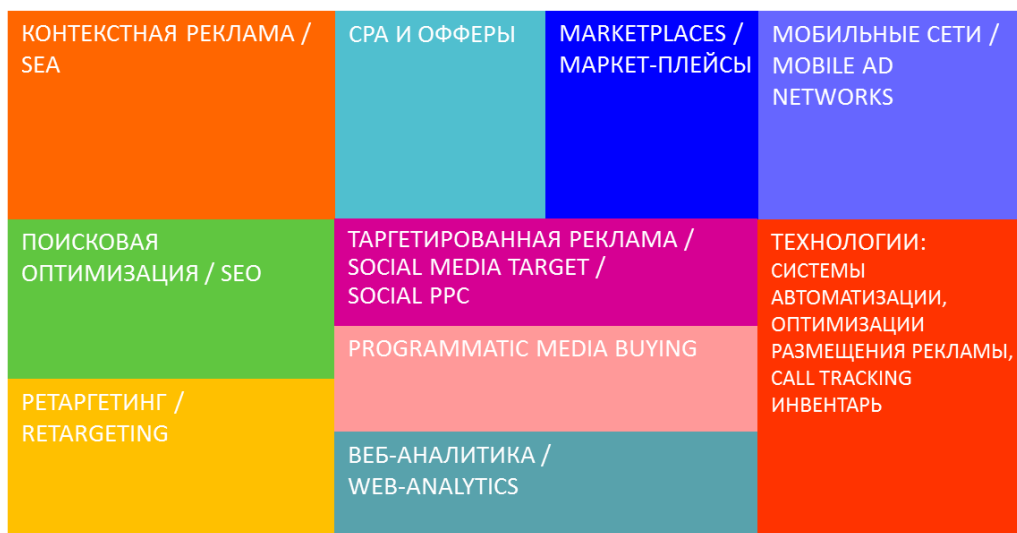 КОНТЕКСТНАЯ РЕКЛАМА /
SEA
СРА И ОФФЕРЫ
MARKETPLACES /
МАРКЕТ-ПЛЕЙСЫ
МОБИЛЬНЫЕ СЕТИ /
MOBILE AD
NETWORKS
ПОИСКОВАЯ
ОПТИМИЗАЦИЯ / SEO
ТАРГЕТИРОВАННАЯ РЕКЛАМА /
SOCIAL MEDIA TARGET /
SOCIAL PPC
ТЕХНОЛОГИИ:
СИСТЕМЫ
АВТОМАТИЗАЦИИ,
ОПТИМИЗАЦИИ
РАЗМЕЩЕНИЯ РЕКЛАМЫ,
CALL TRACKING
ИНВЕНТАРЬ
PROGRAMMATIC MEDIA BUYING
РЕТАРГЕТИНГ /
RETARGETING
ВЕБ-АНАЛИТИКА /
WEB-ANALYTICS